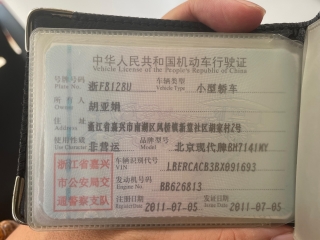 中华人民共和国机动车行驶证
Vehicle License of the People's Republic of China
号牌号码 浙FB1Z8U 车辆类型 小型轿车
Plate No. Vehicle Type
所有人 胡亚娟
Owner
住址 浙江省嘉兴市南湖区凤桥镇新篁社区胡家村2号
Address
使用性质 非营运 品牌型号 北京现代牌BH7141MY
Use Character Model
浙江省嘉兴市公安局交通警察支队
车辆识别代号 LBERCACB3BX091693
VIN
发动机号码 BB626813
Engine No.
注册日期 2011-07-05 发证日期 2011-07-05
Register Date Issue Date